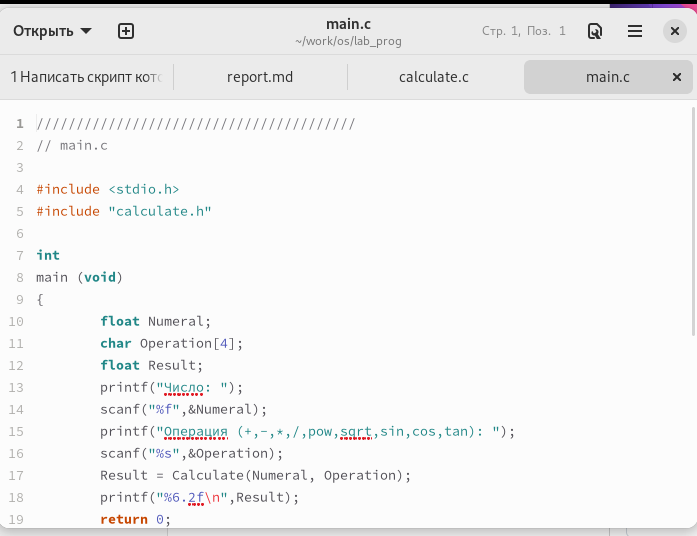 Открыть
main.c
~/work/os/lab_prog
Стр. 1, Поз. 1
1 Написать скрипт
report.md
calculate.c
main.c
1 ////////////////////////////////////////
2 // main.c
3
4 #include <stdio.h>
5 #include "calculate.h"
6
7 int
8 main (void)
9 {
10 float Numeral;
11 char Operation[4];
12 float Result;
13 printf("Число: ");
14 scanf("%f",&Numeral);
15 printf("Операция (+,-,*,/,pow,sqrt,sin,cos,tan): ");
16 scanf("%s",&Operation);
17 Result = Calculate(Numeral, Operation);
18 printf("%6.2f\n",Result);
19 return 0;